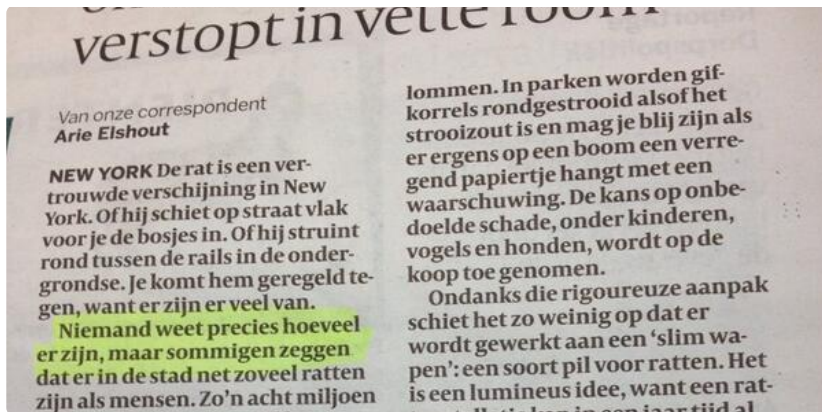 verstopt in vette room
Van onze correspondent
Arie Elshout
NEW YORK De rat is een ver-
trouwde verschijning in New
York. Of hij schiet op straat vlak
voor je de bosjes in. Of hij struint
rond tussen de rails in de onder-
grondse. Je komt hem geregeld te-
gen, want er zijn er veel van.
Niemand weet precies hoeveel
er zijn, maar sommigen zeggen
dat er in de stad net zoveel ratten
zijn als mensen. Zo'n acht miljoen
lommen. In parken worden gif-
korrels rondgestrooid alsof het
strooizout is en mag je blij zijn als
er ergens op een boom een verre-
gend papiertje hangt met een
waarschuwing. De kans op onbe-
doelde schade, onder kinderen,
vogels en honden, wordt op de
koop toe genomen.
Ondanks die rigoureuze aanpak
schiet het zo weinig op dat er
wordt gewerkt aan een 'slim wa-
pen': een soort pil voor ratten. Het
is een lumineus idee, want een rat-
in een jaar tijd al